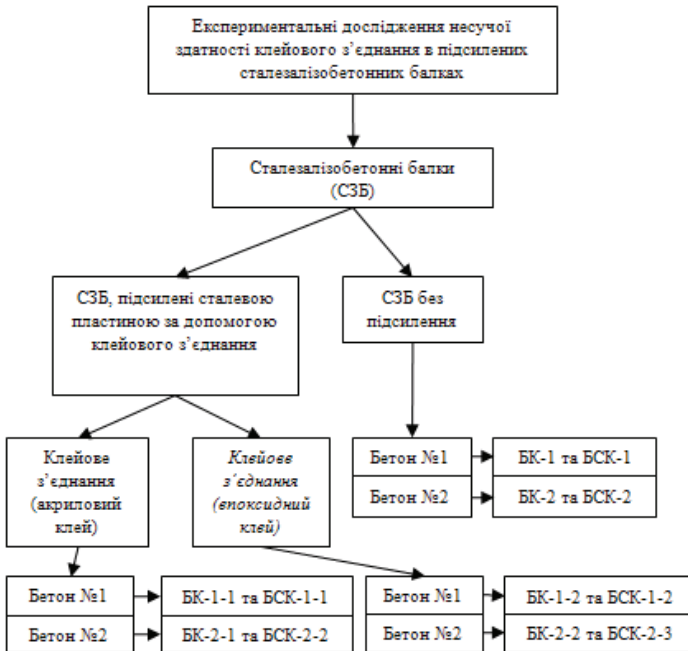 Експериментальні дослідження несучої
здатності клейового з’єднання в підсилених
сталезалізобетонних балках
Сталезалізобетонні балки
(СЗБ)
СЗБ, підсилені сталевою
пластиною за допомогою
клейового з’єднання
СЗБ без
підсилення
Клейове
з’єднання
(акриловий
клей)
Клейове
з´єднання
(епоксидний
клей)
Бетон №1
БК-1 та БСК-1
Бетон №2
БК-2 та БСК-2
Бетон №1
БК-1-1 та БСК-1-1
Бетон №2
БК-2-1 та БСК-2-2
Бетон №1
БК-1-2 та БСК-1-2
Бетон №2
БК-2-2 та БСК-2-3